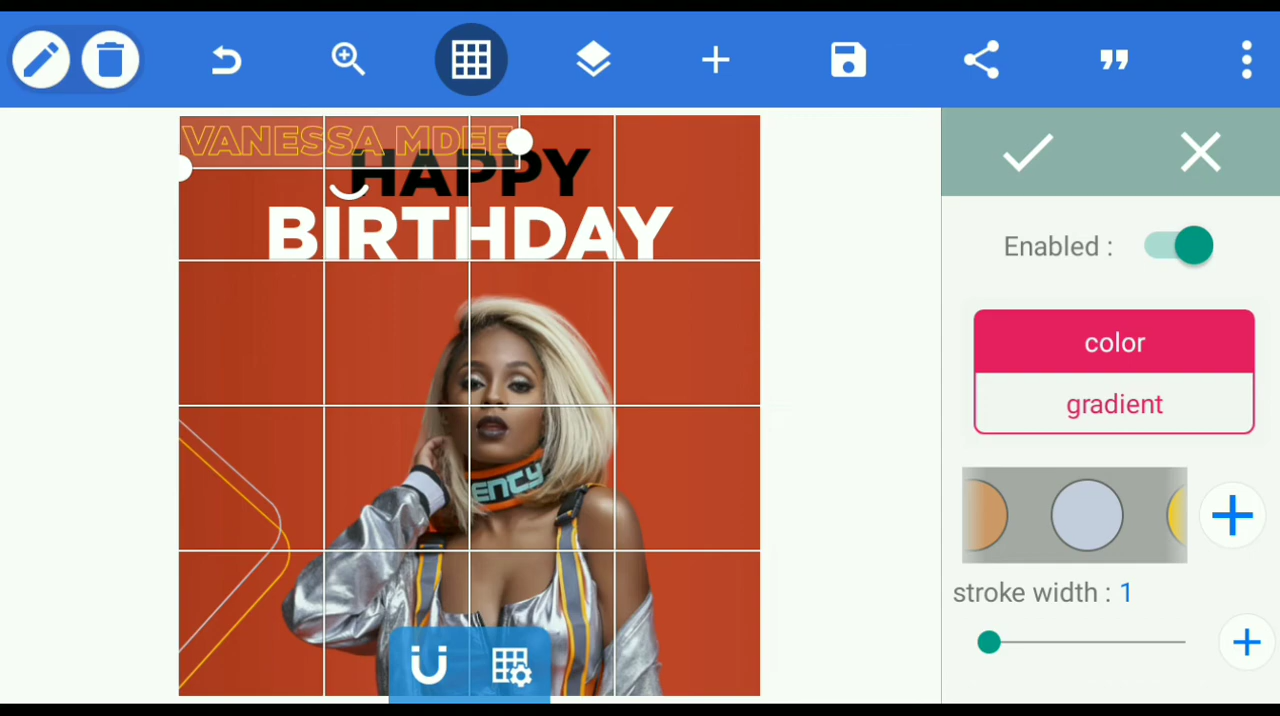 VANESSA MDEE
HAPPY
BIRTHDAY
ENCY
Enabled :
color
gradient
stroke width : 1